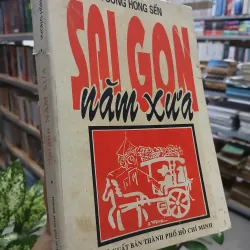 ƯƠNG HỒNG SỂN
SAIGON
năm xưa
XUẤT BẢN THÀNH PHỐ HỒ CHÍ MINH